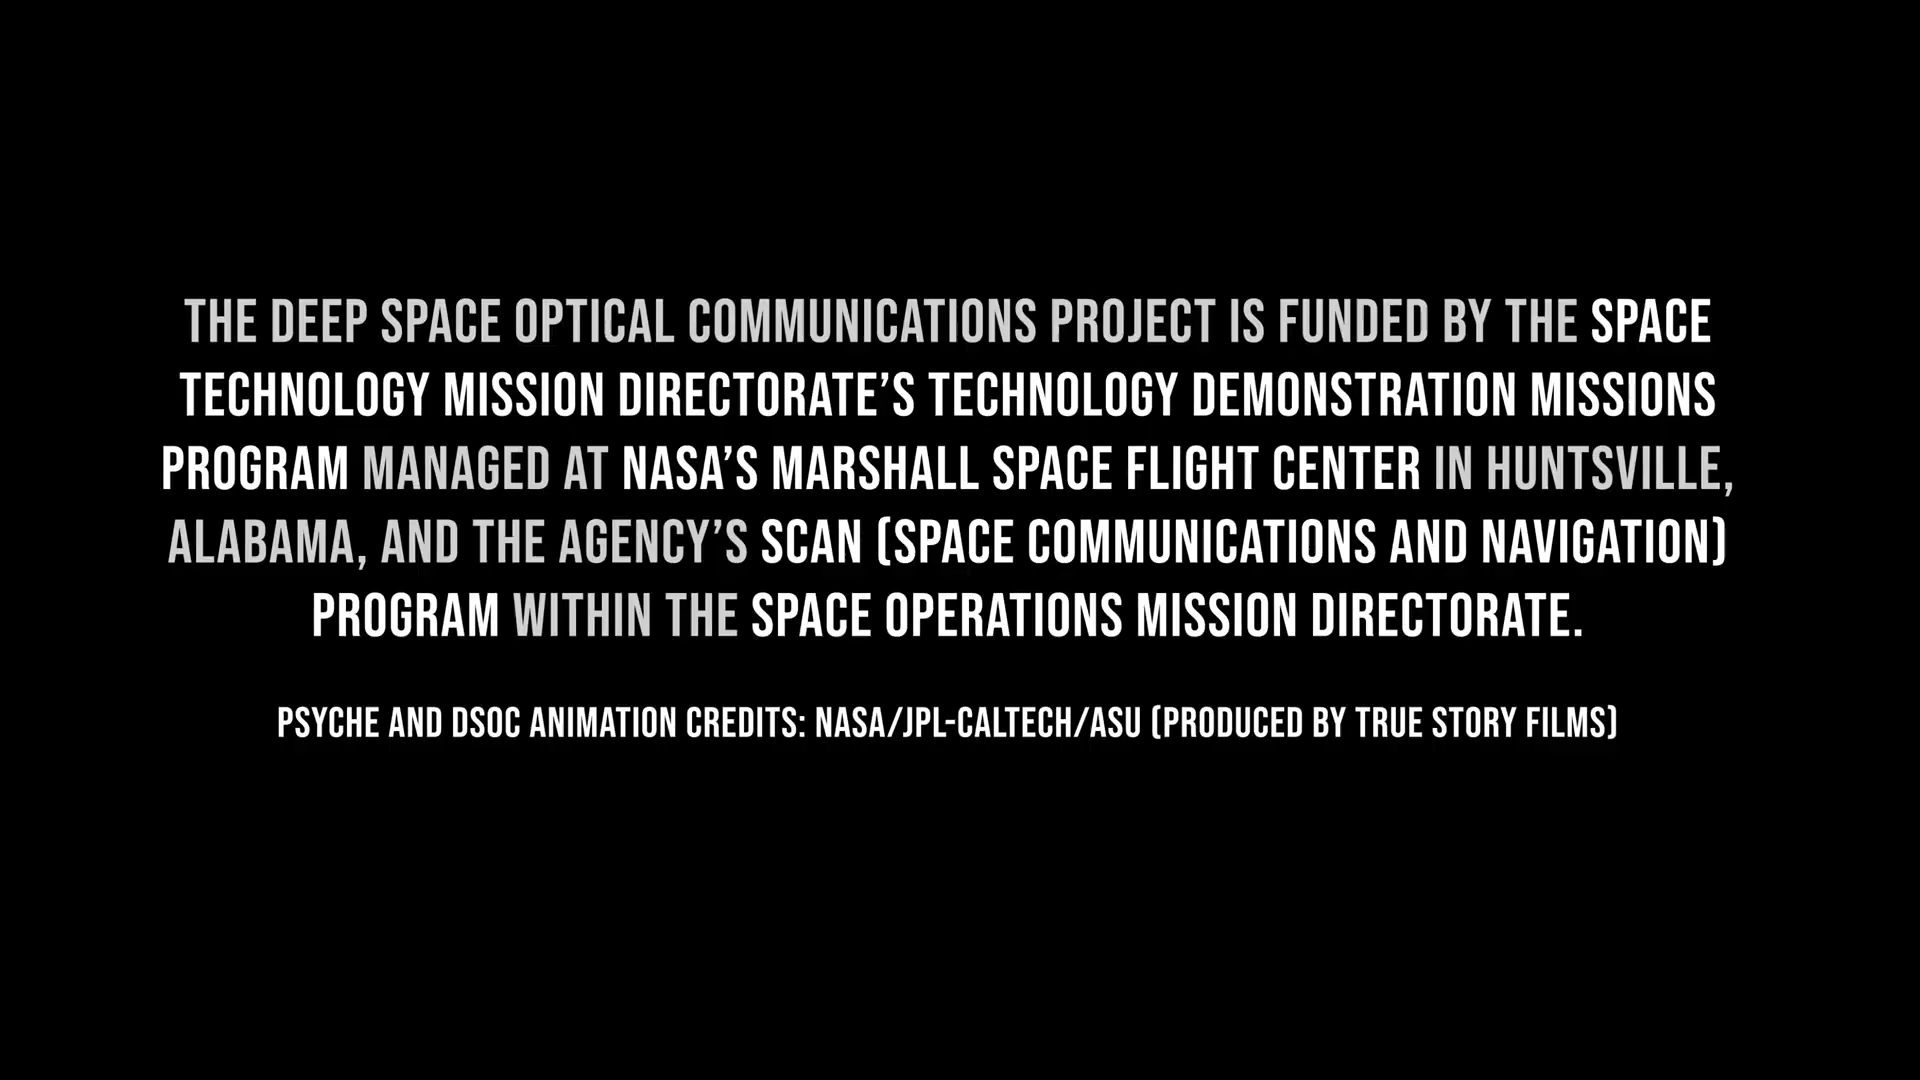 THE DEEP SPACE OPTICAL COMMUNICATIONS PROJECT IS FUNDED BY THE SPACE
TECHNOLOGY MISSION DIRECTORATE’S TECHNOLOGY DEMONSTRATION MISSIONS
PROGRAM MANAGED AT NASA’S MARSHALL SPACE FLIGHT CENTER IN HUNTSVILLE,
ALABAMA, AND THE AGENCY’S SCAN (SPACE COMMUNICATIONS AND NAVIGATION)
PROGRAM WITHIN THE SPACE OPERATIONS MISSION DIRECTORATE.
PSYCHE AND DSOC ANIMATION CREDITS: NASA/JPL-CALTECH/ASU (PRODUCED BY TRUE STORY FILMS)